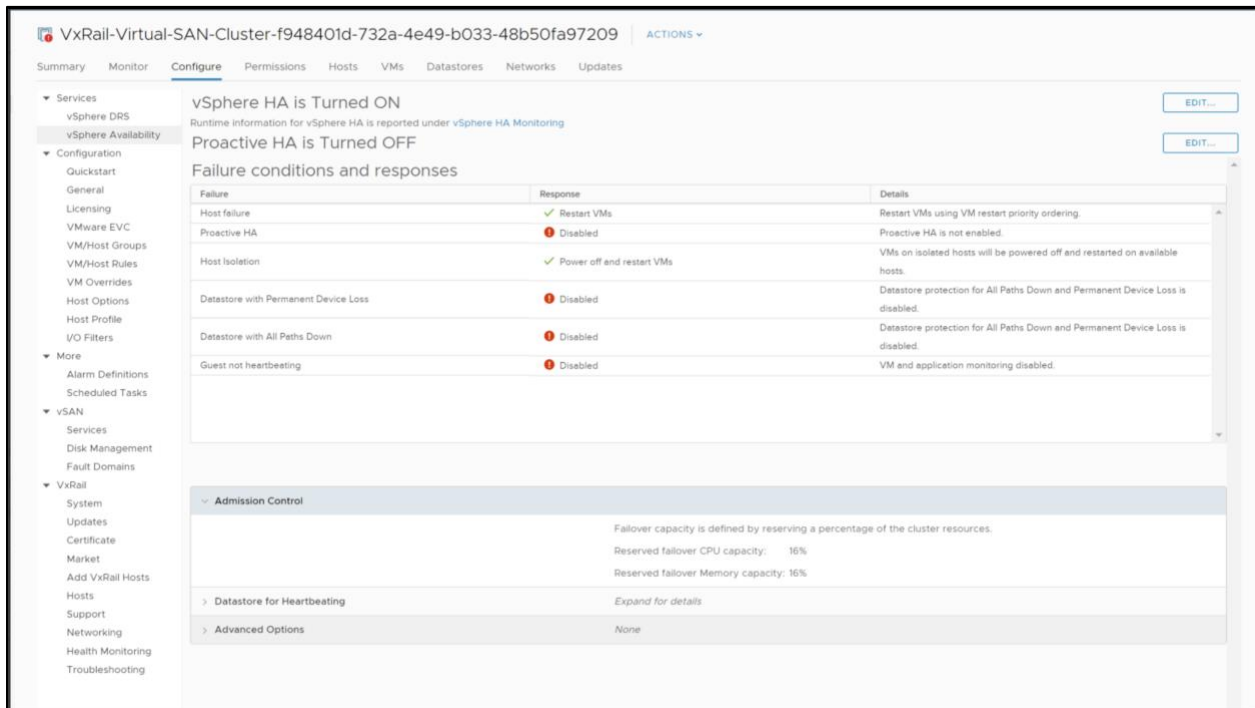 VxRail-Virtual-SAN-Cluster-f948401d-732a-4e49-b033-48b50fa97209 ACTIONS
Summary Monitor Configure Permissions Hosts VMs Datastores Networks Updates
Services
vSphere DRS
vSphere Availability
Configuration
Quickstart
General
Licensing
VMware EVC
VM/Host Groups
VM/Host Rules
VM Overrides
Host Options
Host Profile
I/O Filters
More
Alarm Definitions
Scheduled Tasks
vSAN
Services
Disk Management
Fault Domains
VxRail
System
Updates
Certificate
Market
Add VxRail Hosts
Hosts
Support
Networking
Health Monitoring
Troubleshooting
vSphere HA is Turned ON EDIT...
Runtime information for vSphere HA is reported under vSphere HA Monitoring
Proactive HA is Turned OFF EDIT...
Failure conditions and responses
Failure Response Details
Host failure Restart VMs Restart VMs using VM restart priority ordering.
Proactive HA Disabled Proactive HA is not enabled.
Host Isolation Power off and restart VMs VMs on isolated hosts will be powered off and restarted on available
hosts.
Datastore with Permanent Device Loss Disabled Datastore protection for All Paths Down and Permanent Device Loss is
disabled.
Datastore with All Paths Down Disabled Datastore protection for All Paths Down and Permanent Device Loss is
disabled.
Guest not heartbeating Disabled VM and application monitoring disabled.
Admission Control
Failover capacity is defined by reserving a percentage of the cluster resources.
Reserved failover CPU capacity: 16%
Reserved failover Memory capacity: 16%
Datastore for Heartbeating Expand for details
Advanced Options None